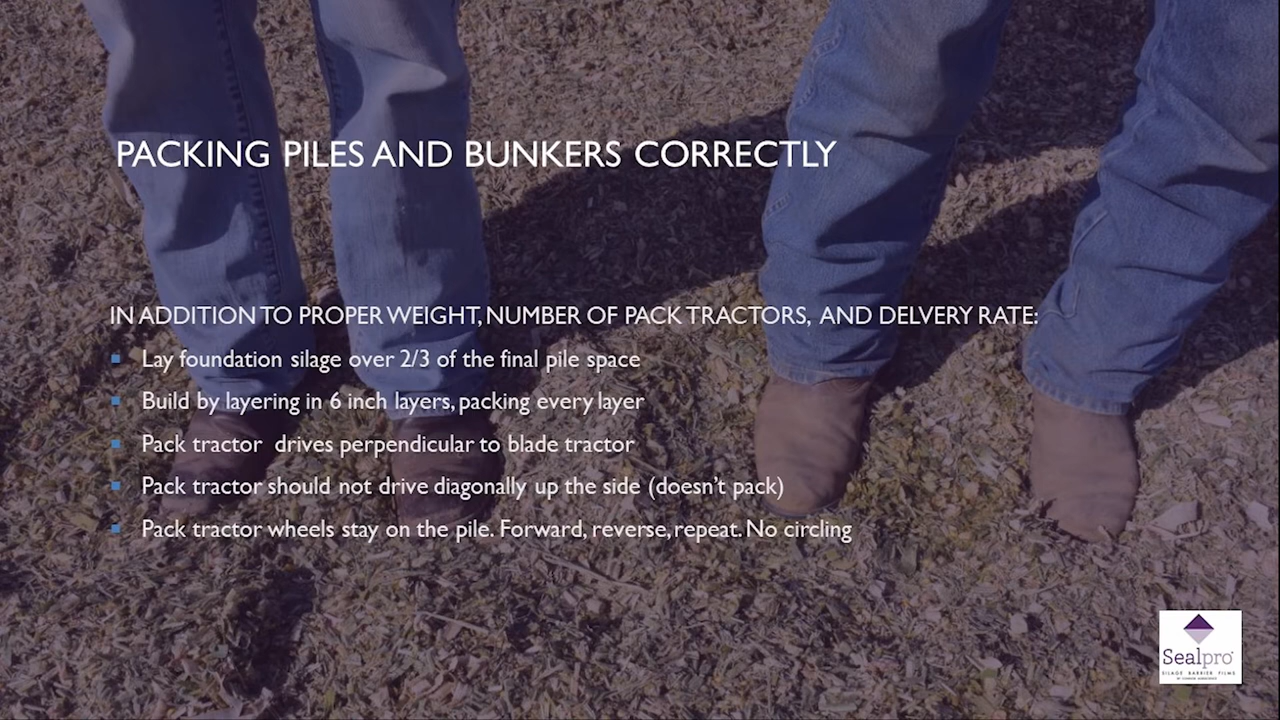 PACKING PILES AND BUNKERS CORRECTLY
IN ADDITION TO PROPER WEIGHT, NUMBER OF PACK TRACTORS, AND DELVERY RATE:
Lay foundation silage over 2/3 of the final pile space
Build by layering in 6 inch layers, packing every layer
Pack tractor drives perpendicular to blade tractor
Pack tractor should not drive diagonally up the side (doesn't pack)
Pack tractor wheels stay on the pile. Forward, reverse, repeat. No circling
Sealpro
SILAGE BARRIER FILMS